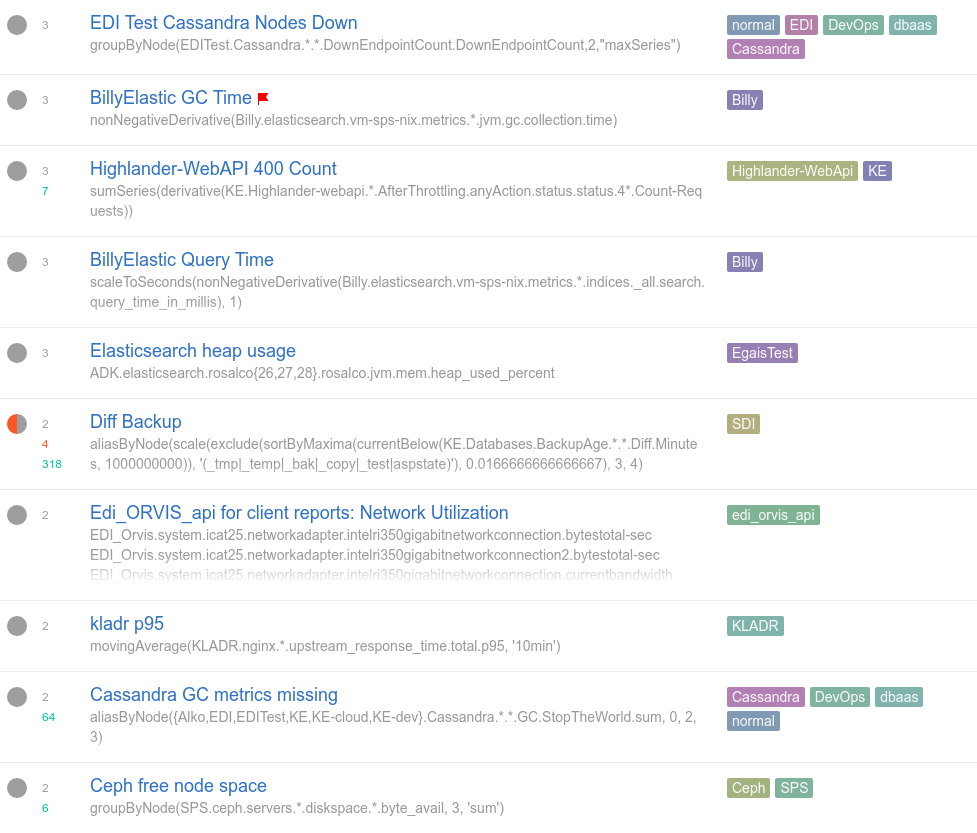 3 EDI Test Cassandra Nodes Down normal EDI DevOps dbaas
groupByNode(EDITest.Cassandra.*.*.DownEndpointCount.DownEndpointCount,2,"maxSeries") Cassandra
3 BillyElastic GC Time Billy
nonNegativeDerivative(Billy.elasticsearch.vm-sps-nix.metrics.*.jvm.gc.collection.time)
3 Highlander-WebAPI 400 Count Highlander-WebApi KE
7 sumSeries(derivative(KE.Highlander-webapi.*.AfterThrottling.anyAction.status.status.4*.Count-Req
uests))
3 BillyElastic Query Time Billy
scaleToSeconds(nonNegativeDerivative(Billy.elasticsearch.vm-sps-nix.metrics.*.indices._all.search.
query_time_in_millis), 1)
3 Elasticsearch heap usage EgaisTest
ADK.elasticsearch.rosalco{26,27,28}.rosalco.jvm.mem.heap_used_percent
2 Diff Backup SDI
4 aliasByNode(scale(exclude(sortByMaxima(currentBelow(KE.Databases.BackupAge.*.*.Diff.Minute
318 s, 1000000000)), '(_tmp|_temp|_bak|_copy|_test|aspstate)'), 0.0166666666666667), 3, 4)
2 Edi_ORVIS_api for client reports: Network Utilization edi_orvis_api
EDI_Orvis.system.icat25.networkadapter.intelri350gigabitnetworkconnection.bytestotal-sec
EDI_Orvis.system.icat25.networkadapter.intelri350gigabitnetworkconnection2.bytestotal-sec
EDI_Orvis.system.icat25.networkadapter.intelri350gigabitnetworkconnection.currentbandwidth
2 kladr p95 KLADR
movingAverage(KLADR.nginx.*.upstream_response_time.total.p95, '10min')
2 Cassandra GC metrics missing Cassandra DevOps dbaas
64 aliasByNode({Alko,EDI,EDITest,KE,KE-cloud,KE-dev}.Cassandra.*.*.GC.StopTheWorld.sum, 0, 2, normal
3)
2 Ceph free node space Ceph SPS
6 groupByNode(SPS.ceph.servers.*.diskspace.*.byte_avail, 3, 'sum')